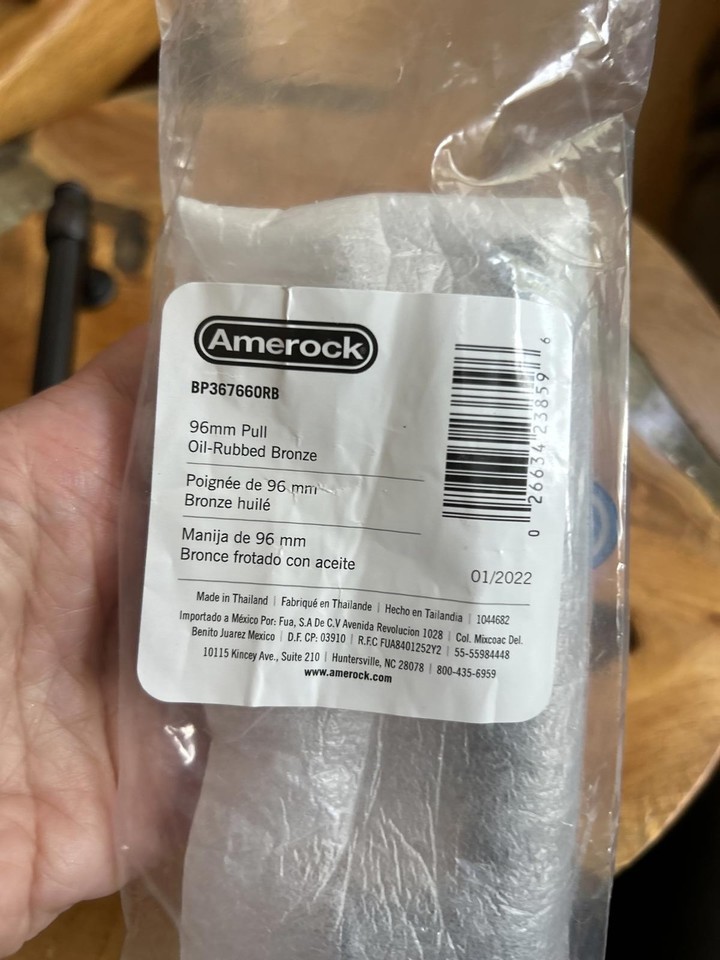 Amerock
BP36766ORB
96mm Pull
Oil-Rubbed Bronze
Poignée de 96 mm
Bronze huilé
Manija de 96 mm
Bronce frotado con aceite
01/2022
0 26634 23859 6
Made in Thailand | Fabriqué en Thaïlande | Hecho en Tailandia | 1044682
Importado a México Por: Fua, S.A De C.V Avenida Revolucion 1028 | Col. Mixcoac Del.
Benito Juarez Mexico | D.F. CP: 03910 | R.F.C FUA8401252Y2 | 55-55984448
10115 Kincey Ave., Suite 210 | Huntersville, NC 28078 | 800-435-6959
www.amerock.com